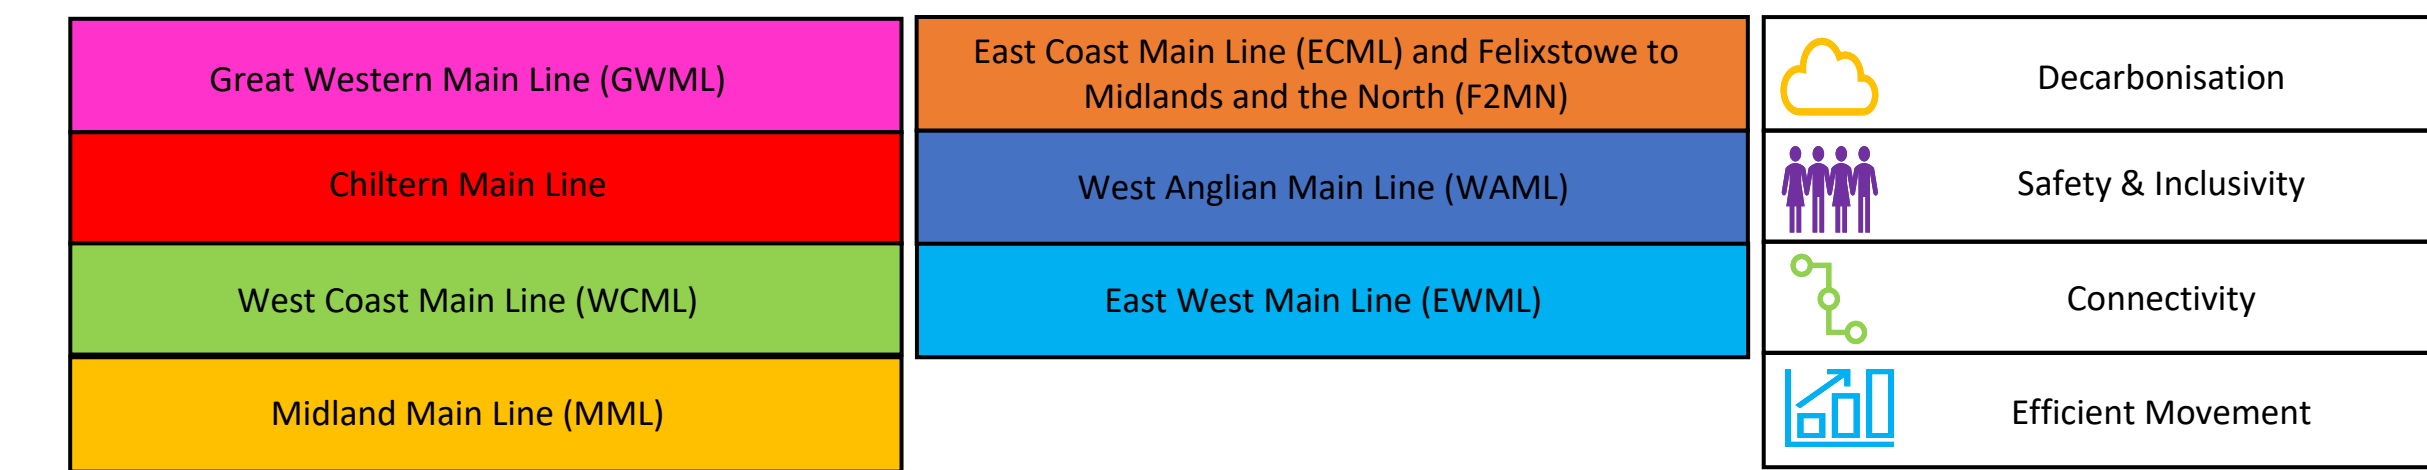 Great Western Main Line (GWML)
Chiltern Main Line
West Coast Main Line (WCML)
Midland Main Line (MML)
East Coast Main Line (ECML) and Felixstowe to
Midlands and the North (F2MN)
West Anglian Main Line (WAML)
East West Main Line (EWML)
Decarbonisation
Safety & Inclusivity
Connectivity
Efficient Movement